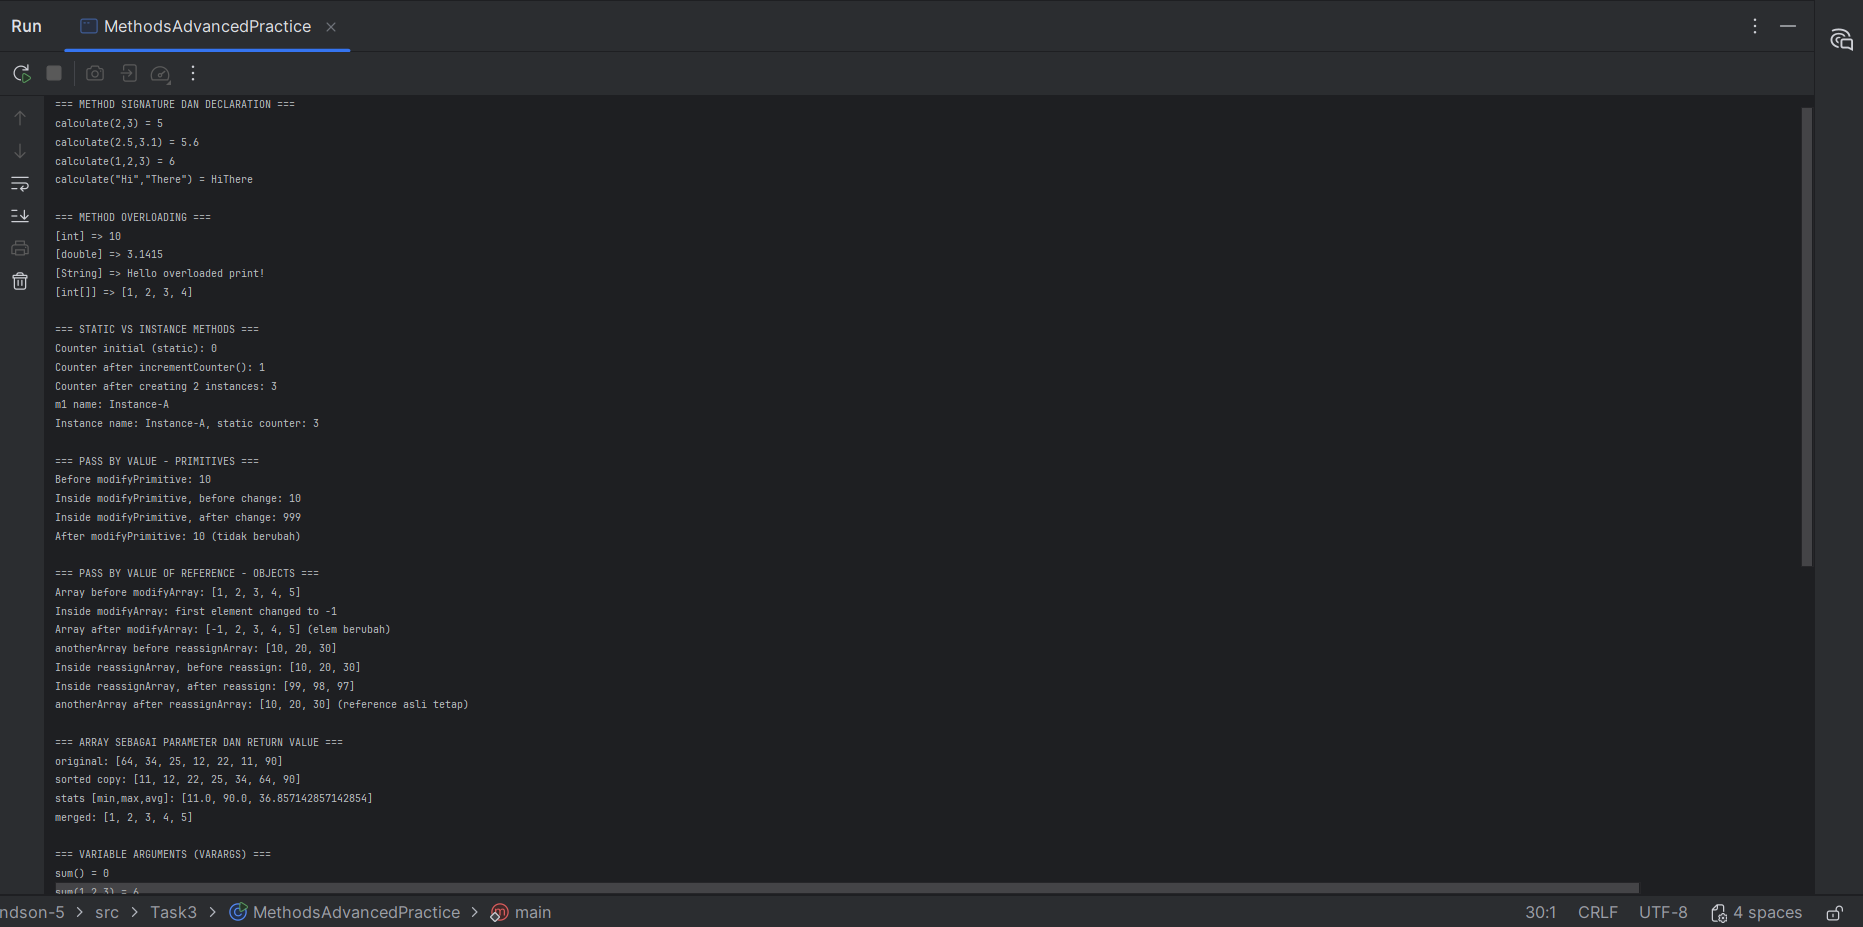 Run MethodsAdvancedPractice
=== METHOD SIGNATURE DAN DECLARATION ===
calculate(2,3) = 5
calculate(2.5,3.1) = 5.6
calculate(1,2,3) = 6
calculate("Hi","There") = HiThere
=== METHOD OVERLOADING ===
[int] => 10
[double] => 3.1415
[String] => Hello overloaded print!
[int[]] => [1, 2, 3, 4]
=== STATIC VS INSTANCE METHODS ===
Counter initial (static): 0
Counter after incrementCounter(): 1
Counter after creating 2 instances: 3
m1 name: Instance-A
Instance name: Instance-A, static counter: 3
=== PASS BY VALUE - PRIMITIVES ===
Before modifyPrimitive: 10
Inside modifyPrimitive, before change: 10
Inside modifyPrimitive, after change: 999
After modifyPrimitive: 10 (tidak berubah)
=== PASS BY VALUE OF REFERENCE - OBJECTS ===
Array before modifyArray: [1, 2, 3, 4, 5]
Inside modifyArray: first element changed to -1
Array after modifyArray: [-1, 2, 3, 4, 5] (elem berubah)
anotherArray before reassignArray: [10, 20, 30]
Inside reassignArray, before reassign: [10, 20, 30]
Inside reassignArray, after reassign: [99, 98, 97]
anotherArray after reassignArray: [10, 20, 30] (reference asli tetap)
=== ARRAY SEBAGAI PARAMETER DAN RETURN VALUE ===
original: [64, 34, 25, 12, 22, 11, 90]
sorted copy: [11, 12, 22, 25, 34, 64, 90]
stats [min,max,avg]: [11.0, 90.0, 36.857142857142854]
merged: [1, 2, 3, 4, 5]
=== VARIABLE ARGUMENTS (VARARGS) ===
sum() = 0
sum(1,2,3) = 6
ndson-5 > src > Task3 > MethodsAdvancedPractice > main 30:1 CRLF UTF-8 4 spaces